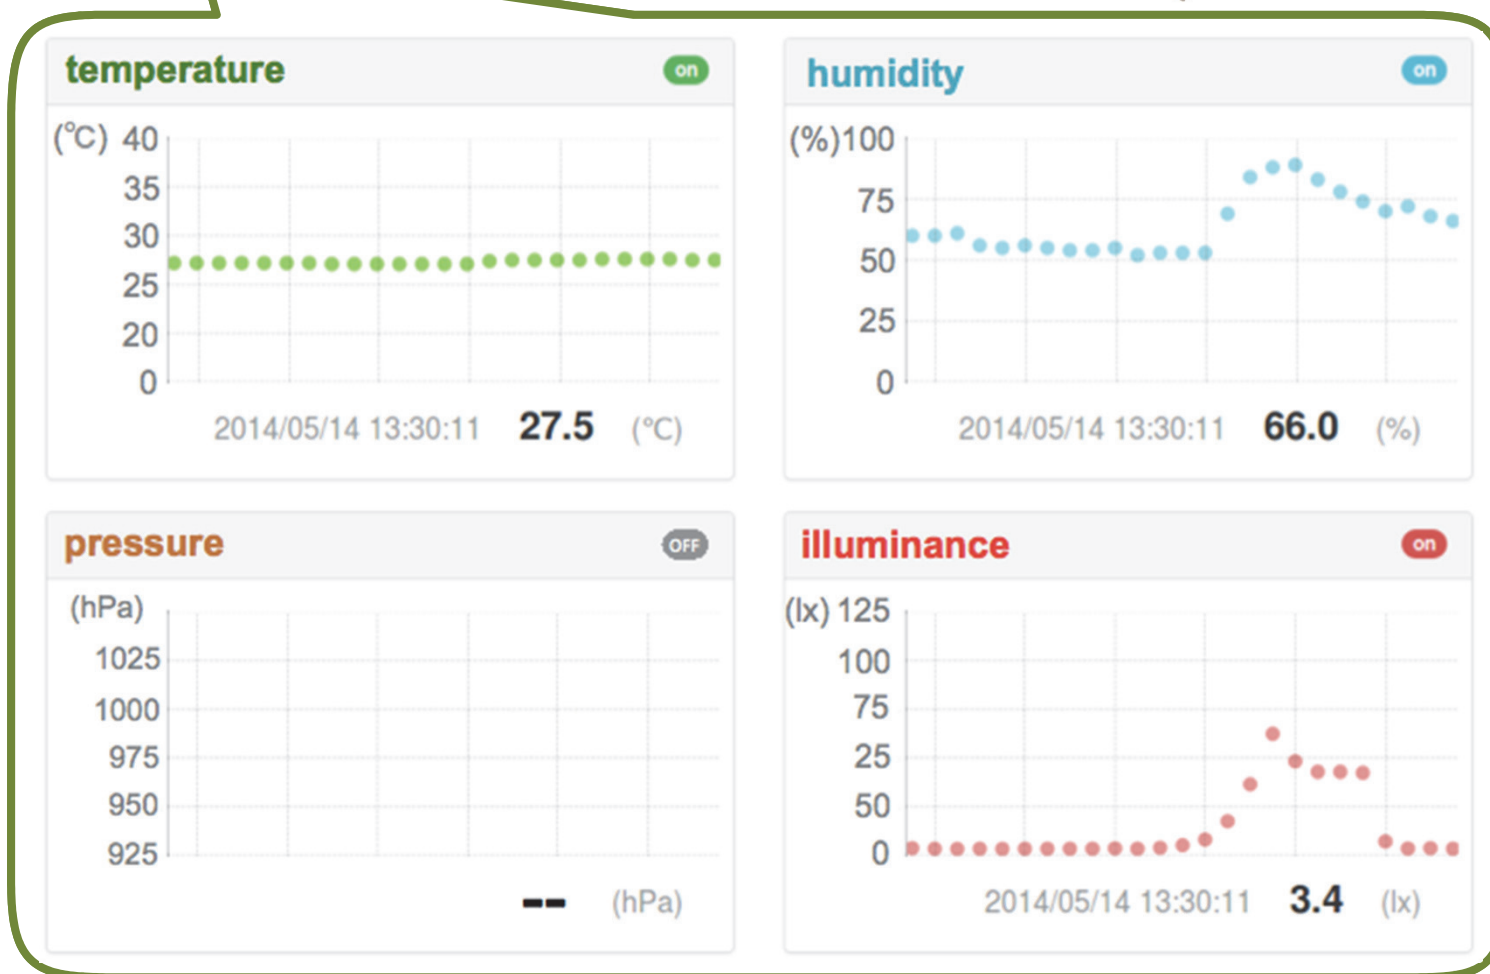 temperature on
(℃) 40
35
30
25
20
0
2014/05/14 13:30:11 27.5 (℃)
humidity on
(%)100
75
50
25
0
2014/05/14 13:30:11 66.0 (%)
pressure OFF
(hPa)
1025
1000
975
950
925
-- (hPa)
illuminance on
(lx) 125
100
75
25
50
0
2014/05/14 13:30:11 3.4 (lx)